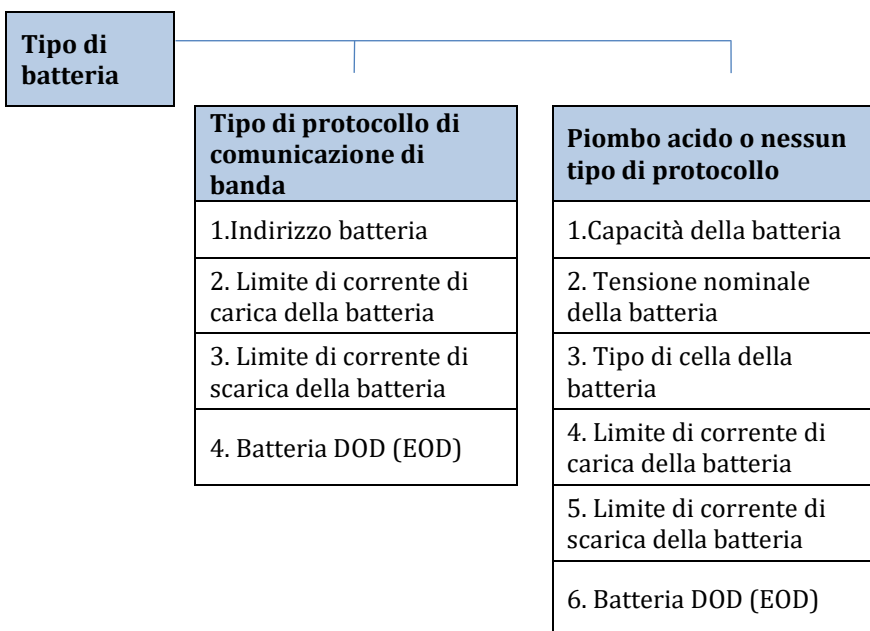 Tipo di
batteria
Tipo di protocollo di
comunicazione di
banda
1.Indirizzo batteria
2. Limite di corrente di
carica della batteria
3. Limite di corrente di
scarica della batteria
4. Batteria DOD (EOD)
Piombo acido o nessun
tipo di protocollo
1.Capacità della batteria
2. Tensione nominale
della batteria
3. Tipo di cella della
batteria
4. Limite di corrente di
carica della batteria
5. Limite di corrente di
scarica della batteria
6. Batteria DOD (EOD)